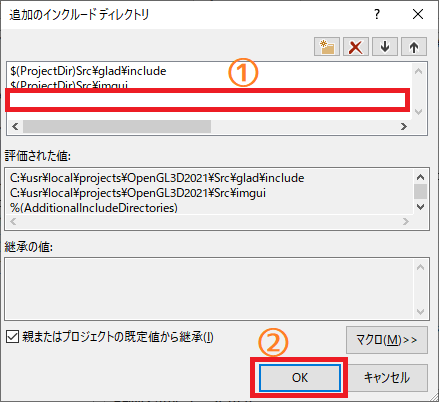 追加のインクルード ディレクトリ
①
$(ProjectDir)Src¥glad¥include
$(ProjectDir)Src¥imgui
評価された値:
C:¥usr¥local¥projects¥OpenGL3D2021¥Src¥glad¥include
C:¥usr¥local¥projects¥OpenGL3D2021¥Src¥imgui
%(AdditionalIncludeDirectories)
継承の値:
親またはプロジェクトの既定値から継承(I)
マクロ(M)>>
②
OK
キャンセル